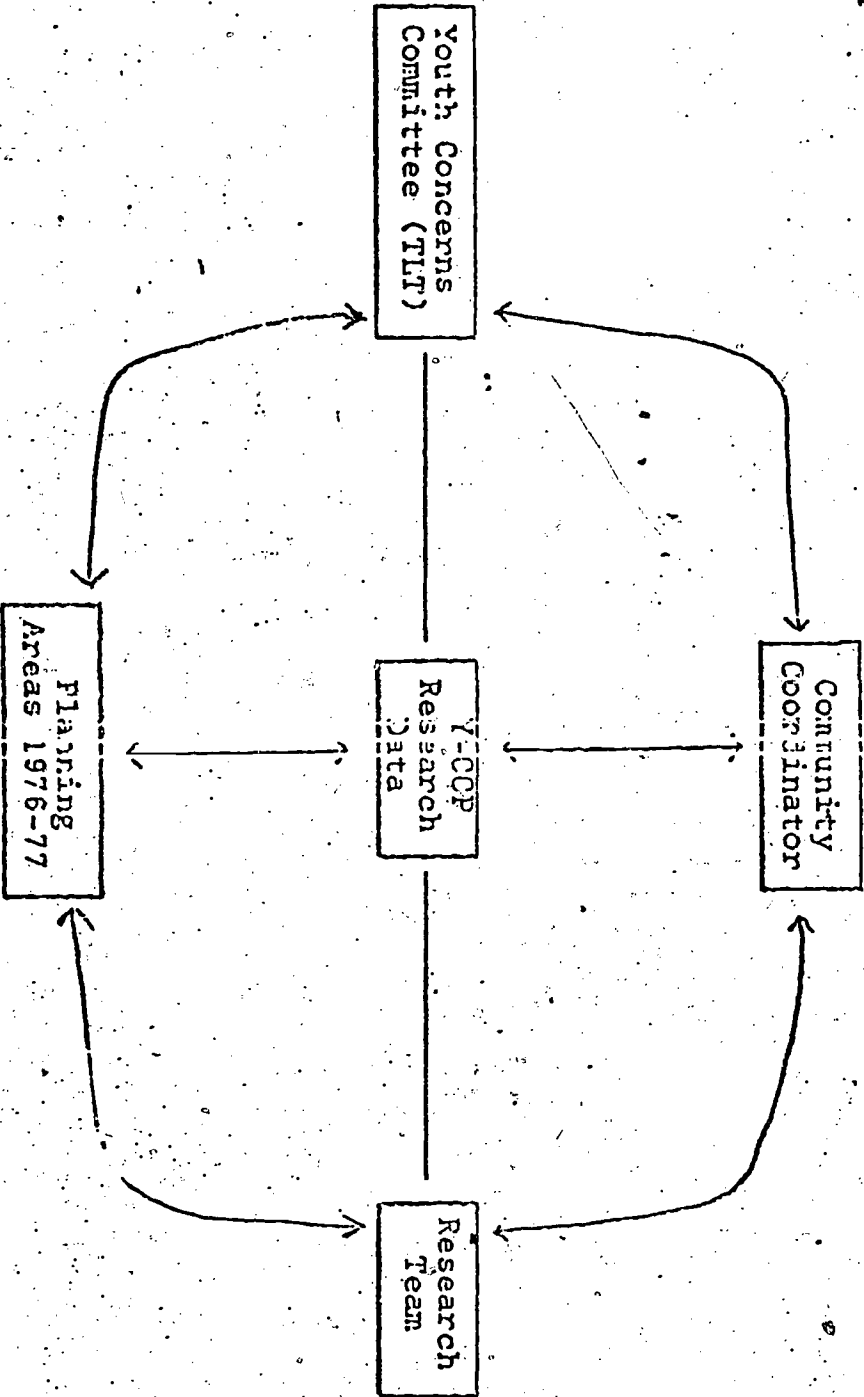 Community
Coordinator
Youth Concerns
Committee (TLT)
Y-CCP
Research
Data
Research
Team
Planning
Areas 1976-77